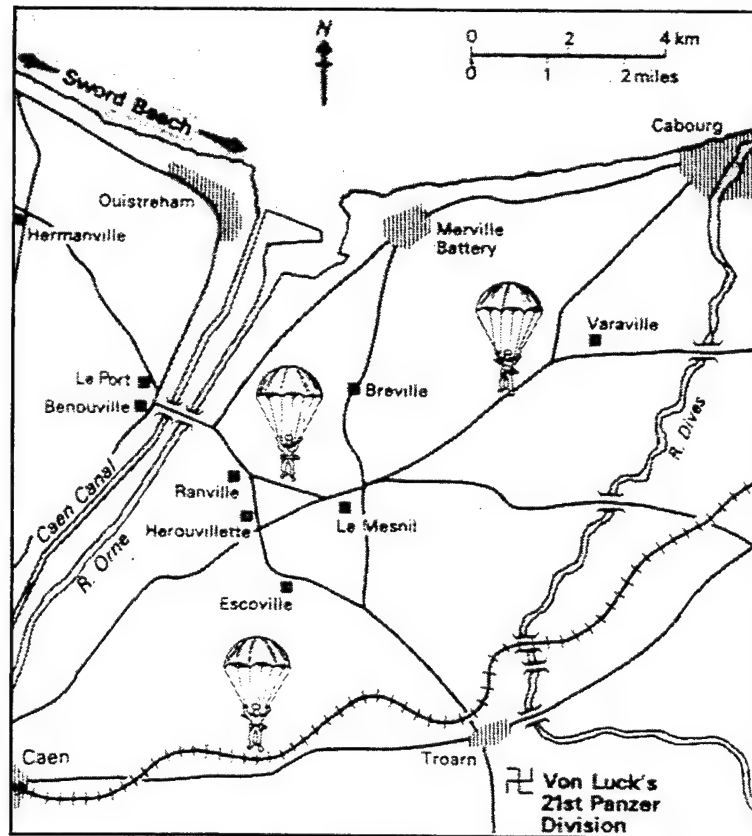 N
0 2 4 km
0 1 2 miles
Sword Beach
Cabourg
Ouistreham
Hermanville
Merville
Battery
Varaville
Le Port
Benouville
Breville
R. Dives
Caen Canal
R. Orne
Ranville
Herouvillette
Le Mesnil
Escoville
Caen
Troarn
Von Luck's
21st Panzer
Division